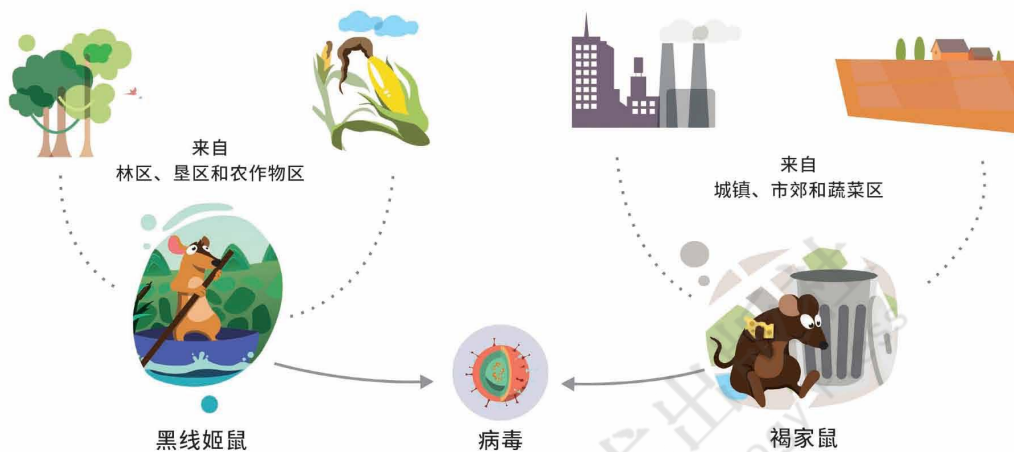 来自
林区、垦区和农作物区
来自
城镇、市郊和蔬菜区
黑线姬鼠
病毒
褐家鼠